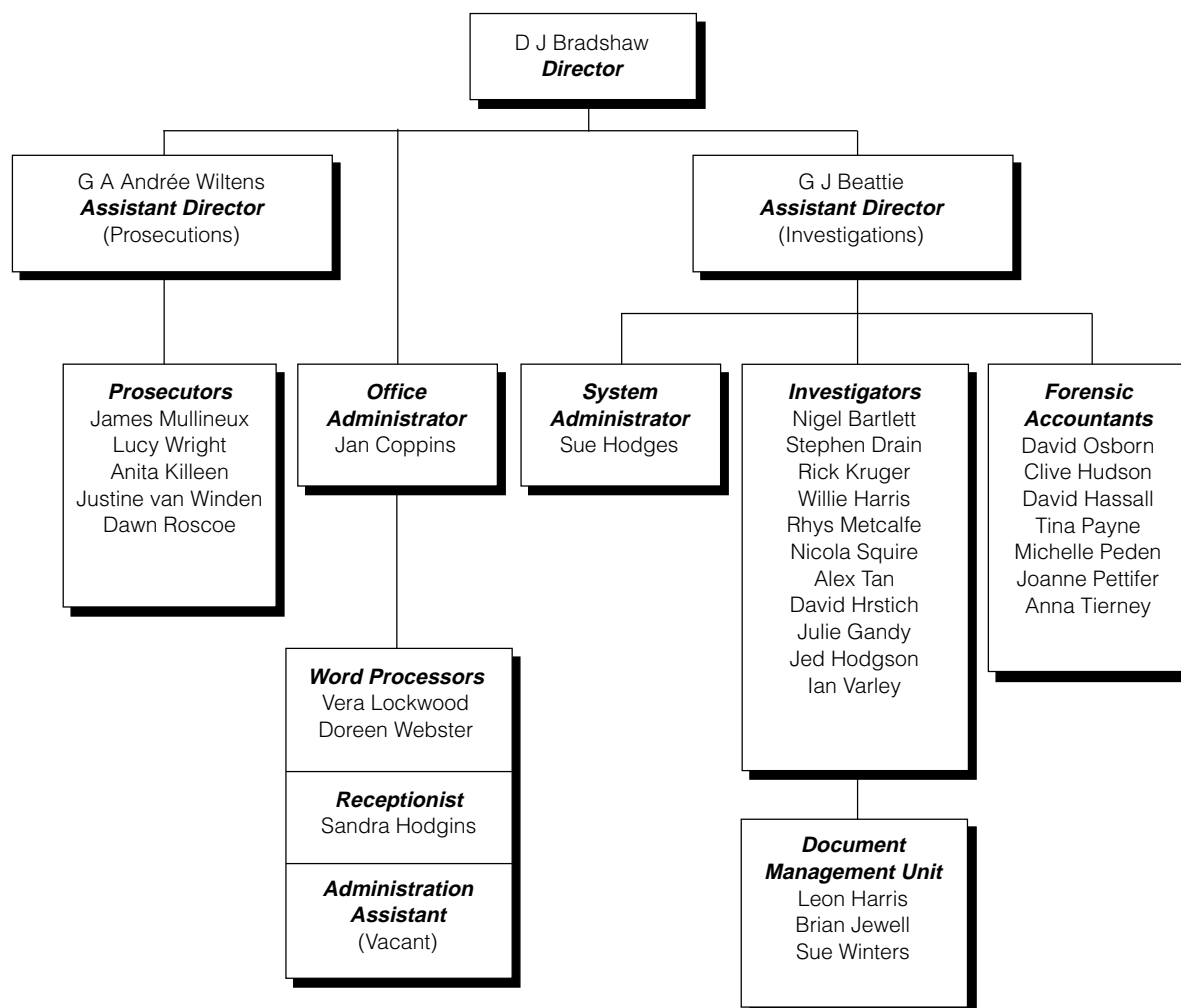 D J Bradshaw
Director
G A Andrée Wiltens
Assistant Director
(Prosecutions)
G J Beattie
Assistant Director
(Investigations)
Prosecutors
James Mullineux
Lucy Wright
Anita Killeen
Justine van Winden
Dawn Roscoe
Office
Administrator
Jan Coppins
System
Administrator
Sue Hodges
Investigators
Nigel Bartlett
Stephen Drain
Rick Kruger
Willie Harris
Rhys Metcalfe
Nicola Squire
Alex Tan
David Hrstich
Julie Gandy
Jed Hodgson
Ian Varley
Forensic
Accountants
David Osborn
Clive Hudson
David Hassall
Tina Payne
Michelle Peden
Joanne Pettifer
Anna Tierney
Word Processors
Vera Lockwood
Doreen Webster
Receptionist
Sandra Hodgins
Administration
Assistant
(Vacant)
Document
Management Unit
Leon Harris
Brian Jewell
Sue Winters